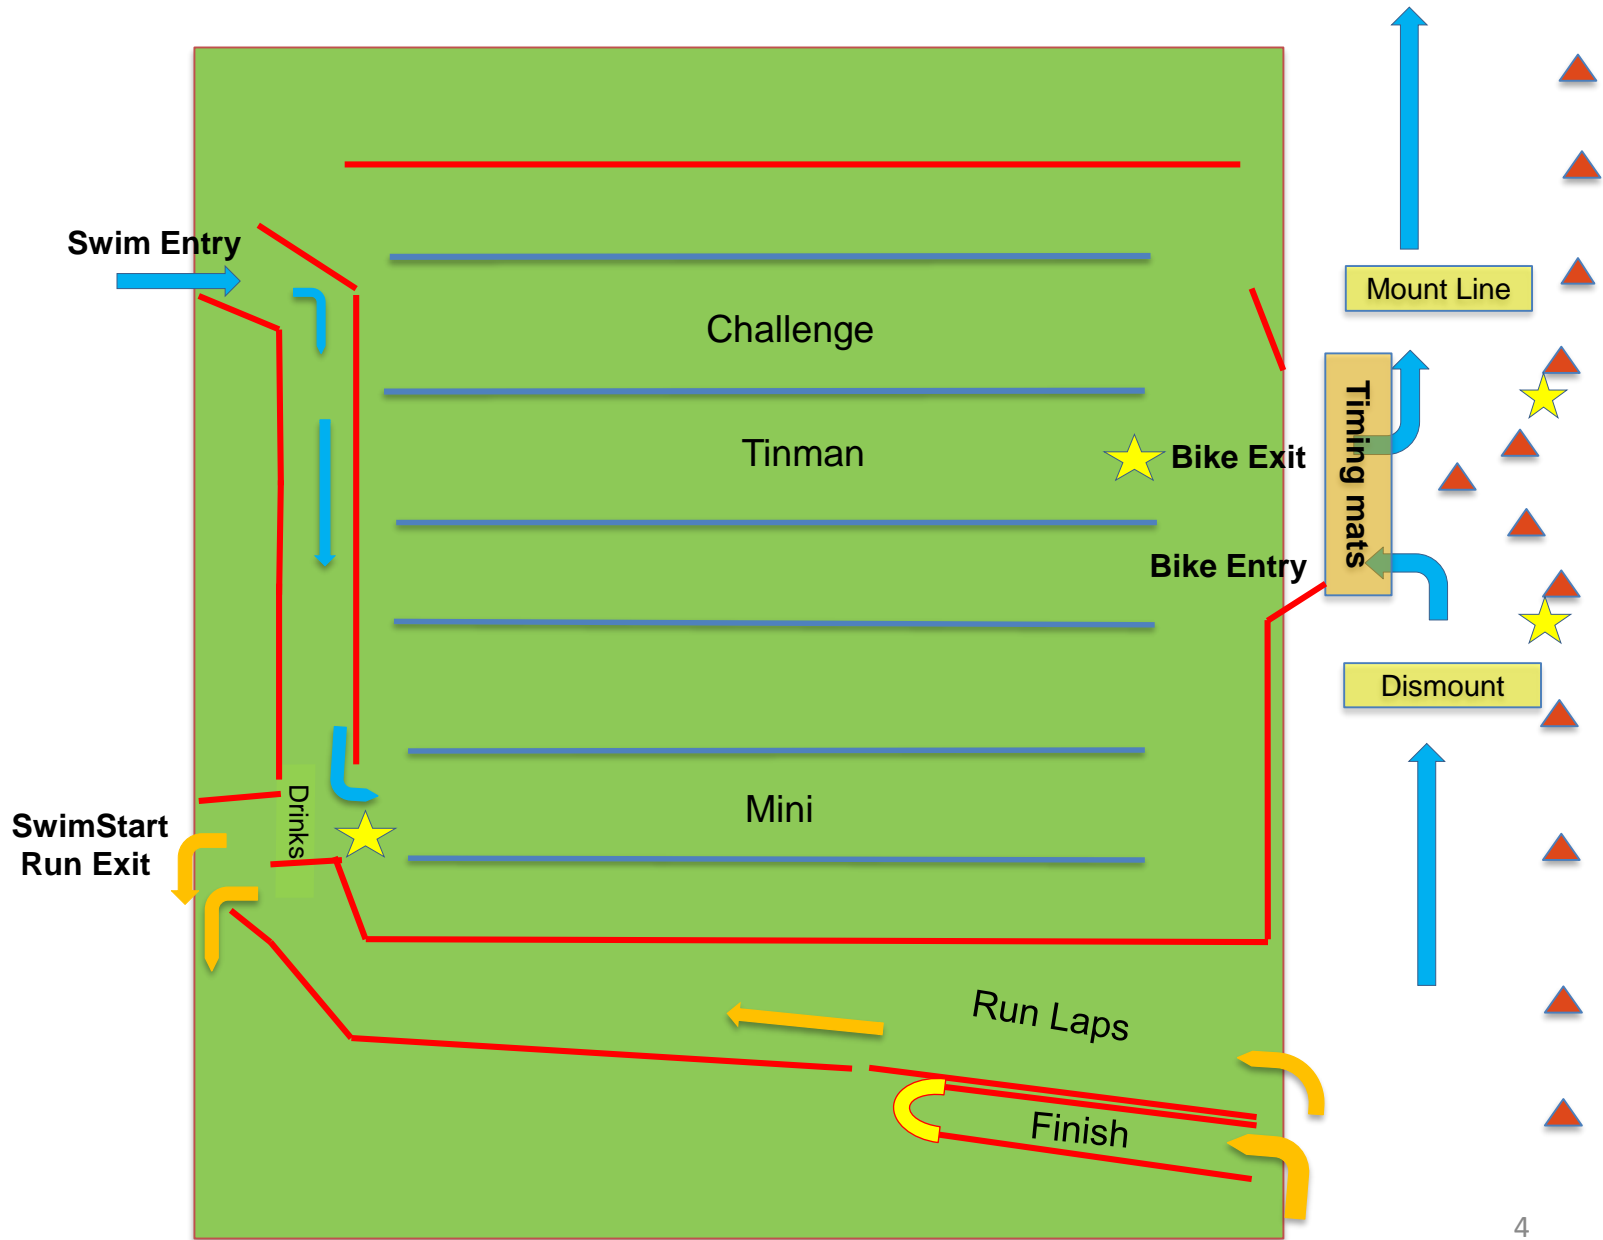 Swim Entry
Mount Line
Challenge
Timing mats
Tinman
Bike Exit
Bike Entry
Dismount
Drinks
Mini
SwimStart
Run Exit
Run Laps
Finish
4